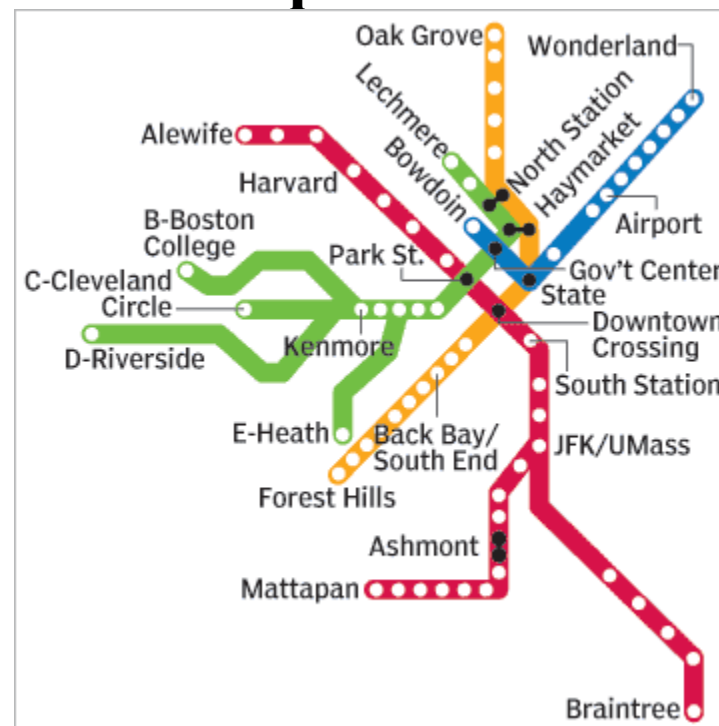 Oak Grove
Wonderland
Lechmere
North Station
Alewife
Bowdoin
Haymarket
Harvard
B-Boston
College
Airport
Park St.
C-Cleveland
Circle
Gov't Center
State
D-Riverside
Kenmore
Downtown
Crossing
South Station
E-Heath
Back Bay/
South End
JFK/UMass
Forest Hills
Ashmont
Mattapan
Braintree